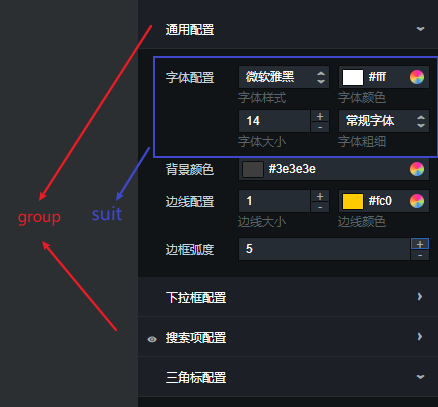 通用配置
字体配置 微软雅黑 #fff
字体样式 字体颜色
14 + - 常规字体
字体大小 字体粗细
背景颜色 #3e3e3e
group suit
边线配置 1 + - #fc0
边线大小 边线颜色
边框弧度 5 + -
下拉框配置
搜索项配置
三角标配置